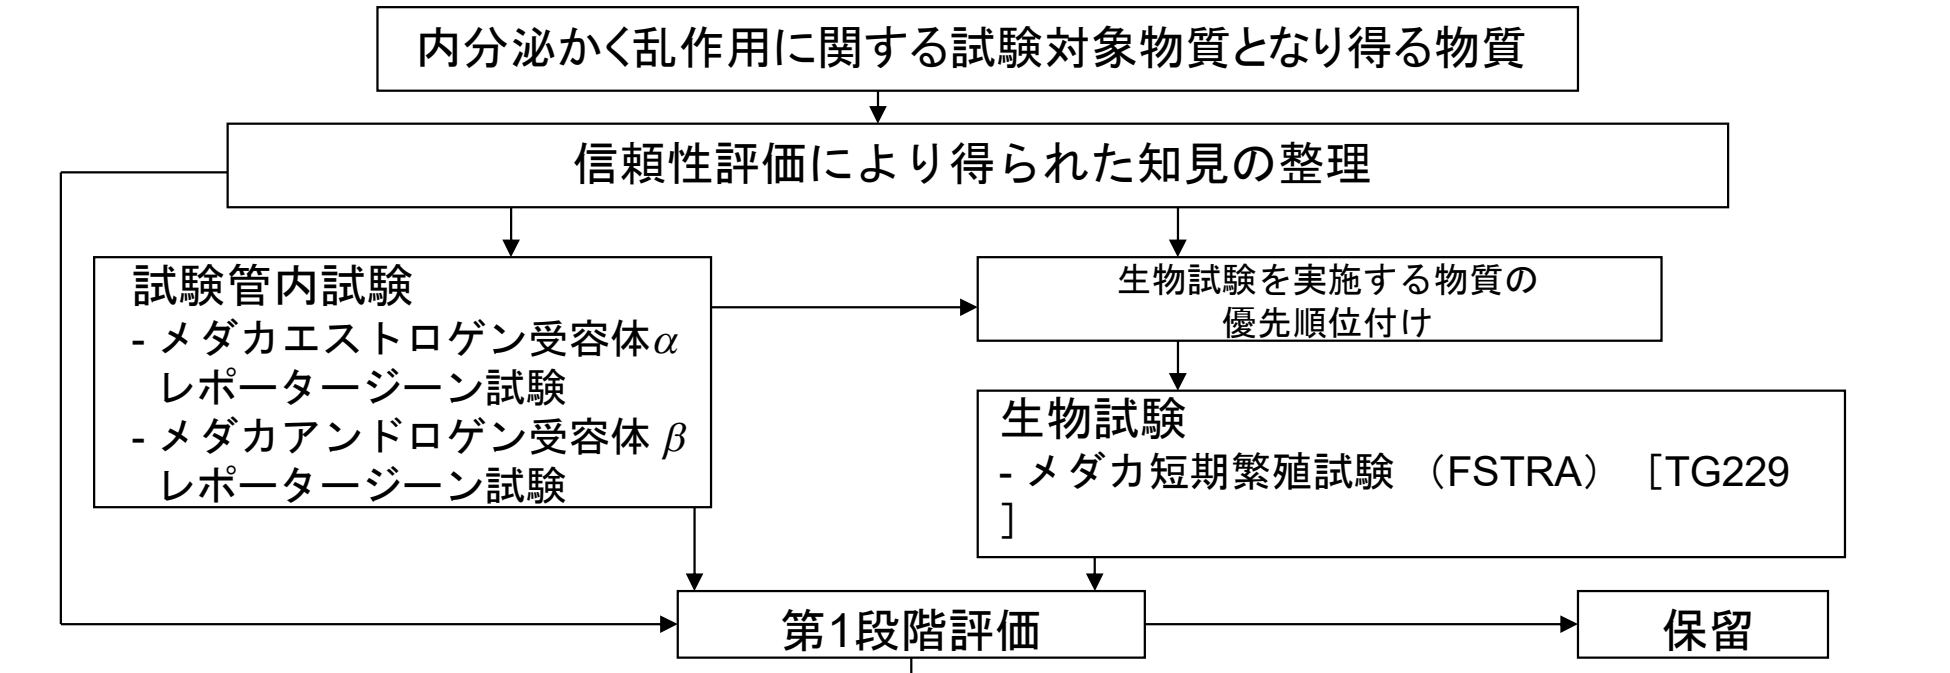 内分泌かく乱作用に関する試験対象物質となり得る物質
信頼性評価により得られた知見の整理
試験管内試験
- メダカエストロゲン受容体α
レポータージーン試験
- メダカアンドロゲン受容体 β
レポータージーン試験
生物試験を実施する物質の
優先順位付け
生物試験
- メダカ短期繁殖試験 （FSTRA） ［TG229
］
第1段階評価
保留